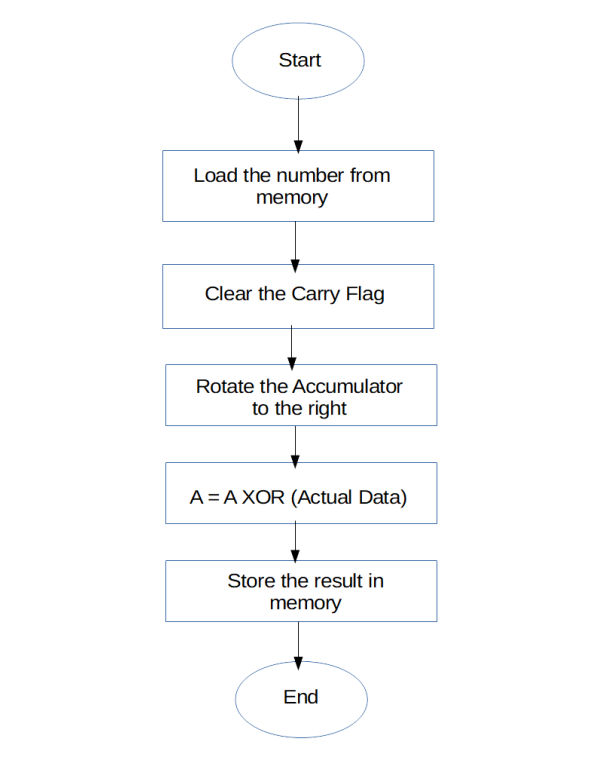 Start
Load the number from
memory
Clear the Carry Flag
Rotate the Accumulator
to the right
A = A XOR (Actual Data)
Store the result in
memory
End